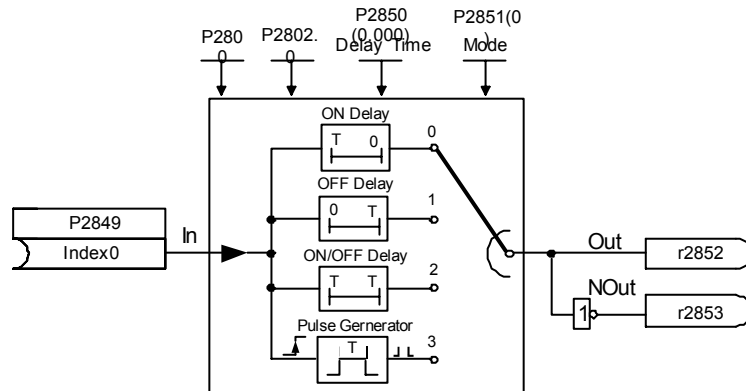 P280
0
P2802.
0
P2850
(0.000)
Delay Time
P2851(0
)
Mode
ON Delay
T 0
0
OFF Delay
0 T
1
P2849
Index0
In
ON/OFF Delay
T T
2
Pulse Gernerator
T
3
Out
r2852
NOut
1
r2853